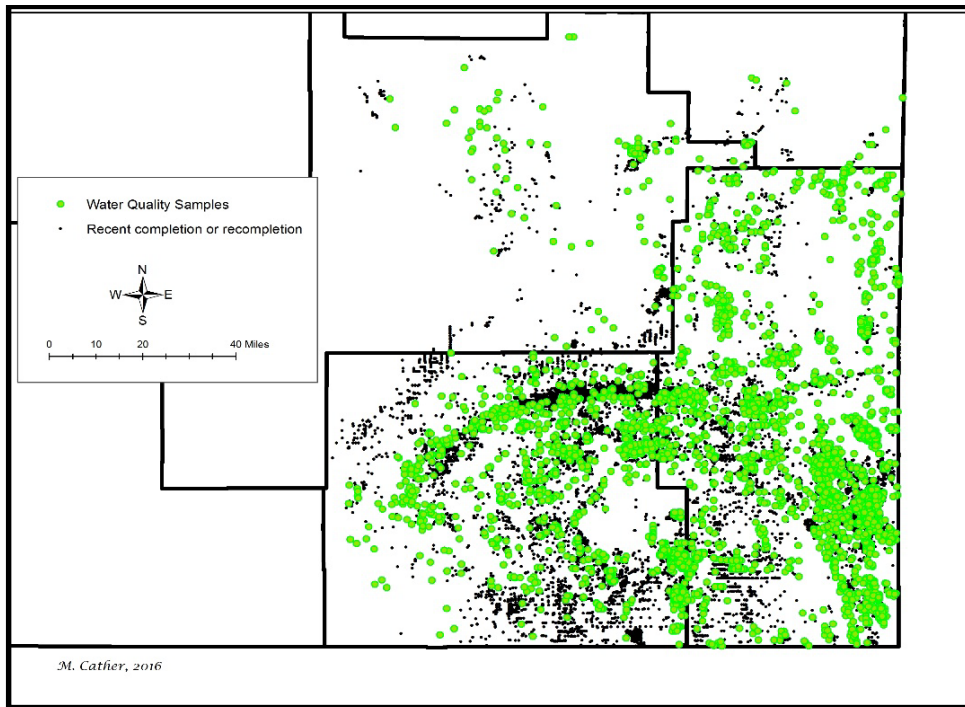 Water Quality Samples
Recent completion or recompletion
N
W E
S
0 10 20 40 Miles
M. Cather, 2016